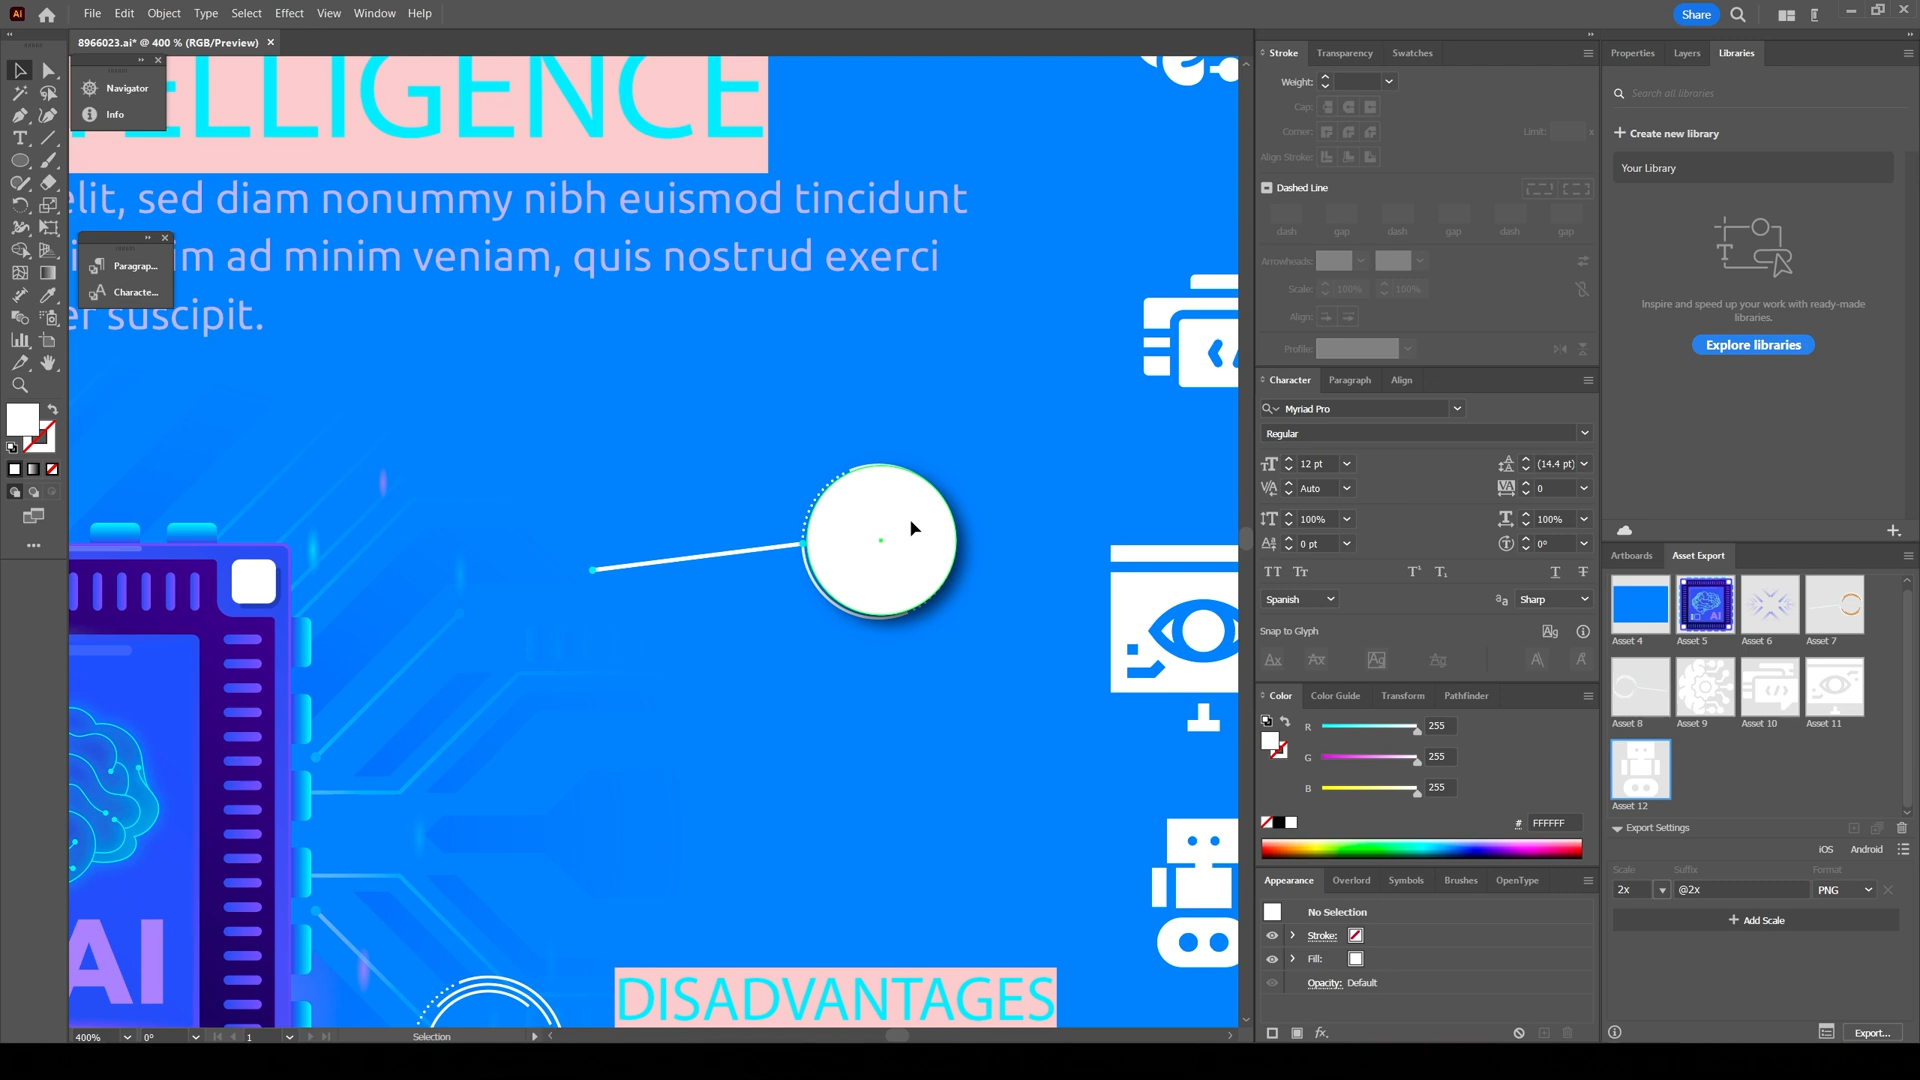 Ai
File Edit Object Type Select Effect View Window Help
Share
8966023.ai* @ 400 % (RGB/Preview)
Navigator
Info
ELLIGENCE
elit, sed diam nonummy nibh euismod tincidunt
im ad minim veniam, quis nostrud exerci
er suscipit.
Paragrap...
Characte...
AI
DISADVANTAGES
400%
0°
1
Selection
Stroke Transparency Swatches
Weight:
Cap:
Corner:
Limit:
x
Align Stroke:
Dashed Line
dash gap dash gap dash gap
Arrowheads:
Scale: 100% 100%
Align:
Profile:
Character Paragraph Align
Myriad Pro
Regular
12 pt (14.4 pt)
Auto 0
100% 100%
0 pt 0°
Spanish Sharp
Snap to Glyph
Color Color Guide Transform Pathfinder
R 255
G 255
B 255
# FFFFFF
Appearance Overlord Symbols Brushes OpenType
No Selection
Stroke:
Fill:
Opacity: Default
fx.
Properties Layers Libraries
Search all libraries
Create new library
Your Library
Inspire and speed up your work with ready-made
libraries.
Explore libraries
Artboards Asset Export
Asset 4 Asset 5 Asset 6 Asset 7
Asset 8 Asset 9 Asset 10 Asset 11
Asset 12
Export Settings
iOS Android
Scale Suffix Format
2x @2x PNG
+ Add Scale
Export...